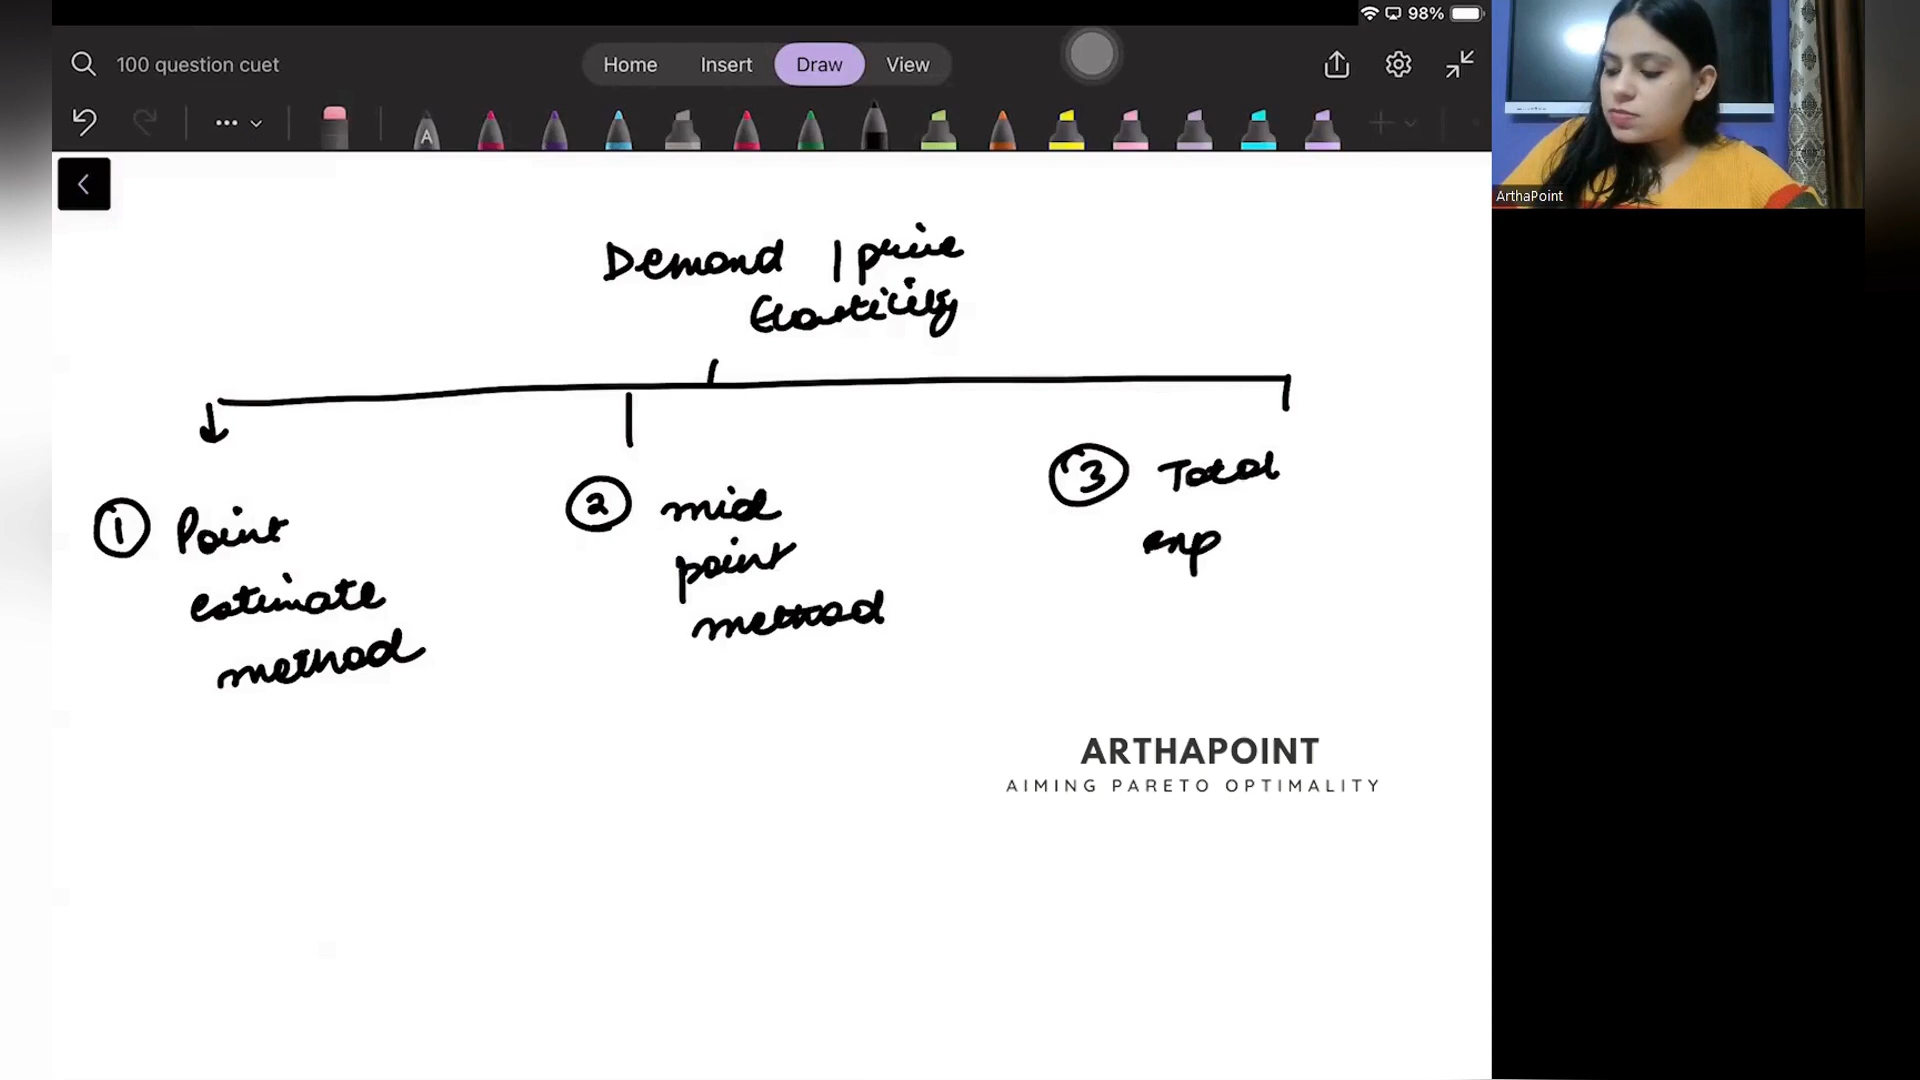 98%
100 question cuet
Home Insert Draw View
A
ArthaPoint
Demand / price
Elasticity
① Point
estimate
method
② mid
point
method
③ Total
exp
ARTHAPOINT
AIMING PARETO OPTIMALITY